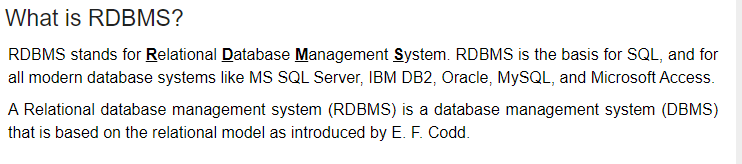 What is RDBMS?
RDBMS stands for Relational Database Management System. RDBMS is the basis for SQL, and for
all modern database systems like MS SQL Server, IBM DB2, Oracle, MySQL, and Microsoft Access.
A Relational database management system (RDBMS) is a database management system (DBMS)
that is based on the relational model as introduced by E. F. Codd.